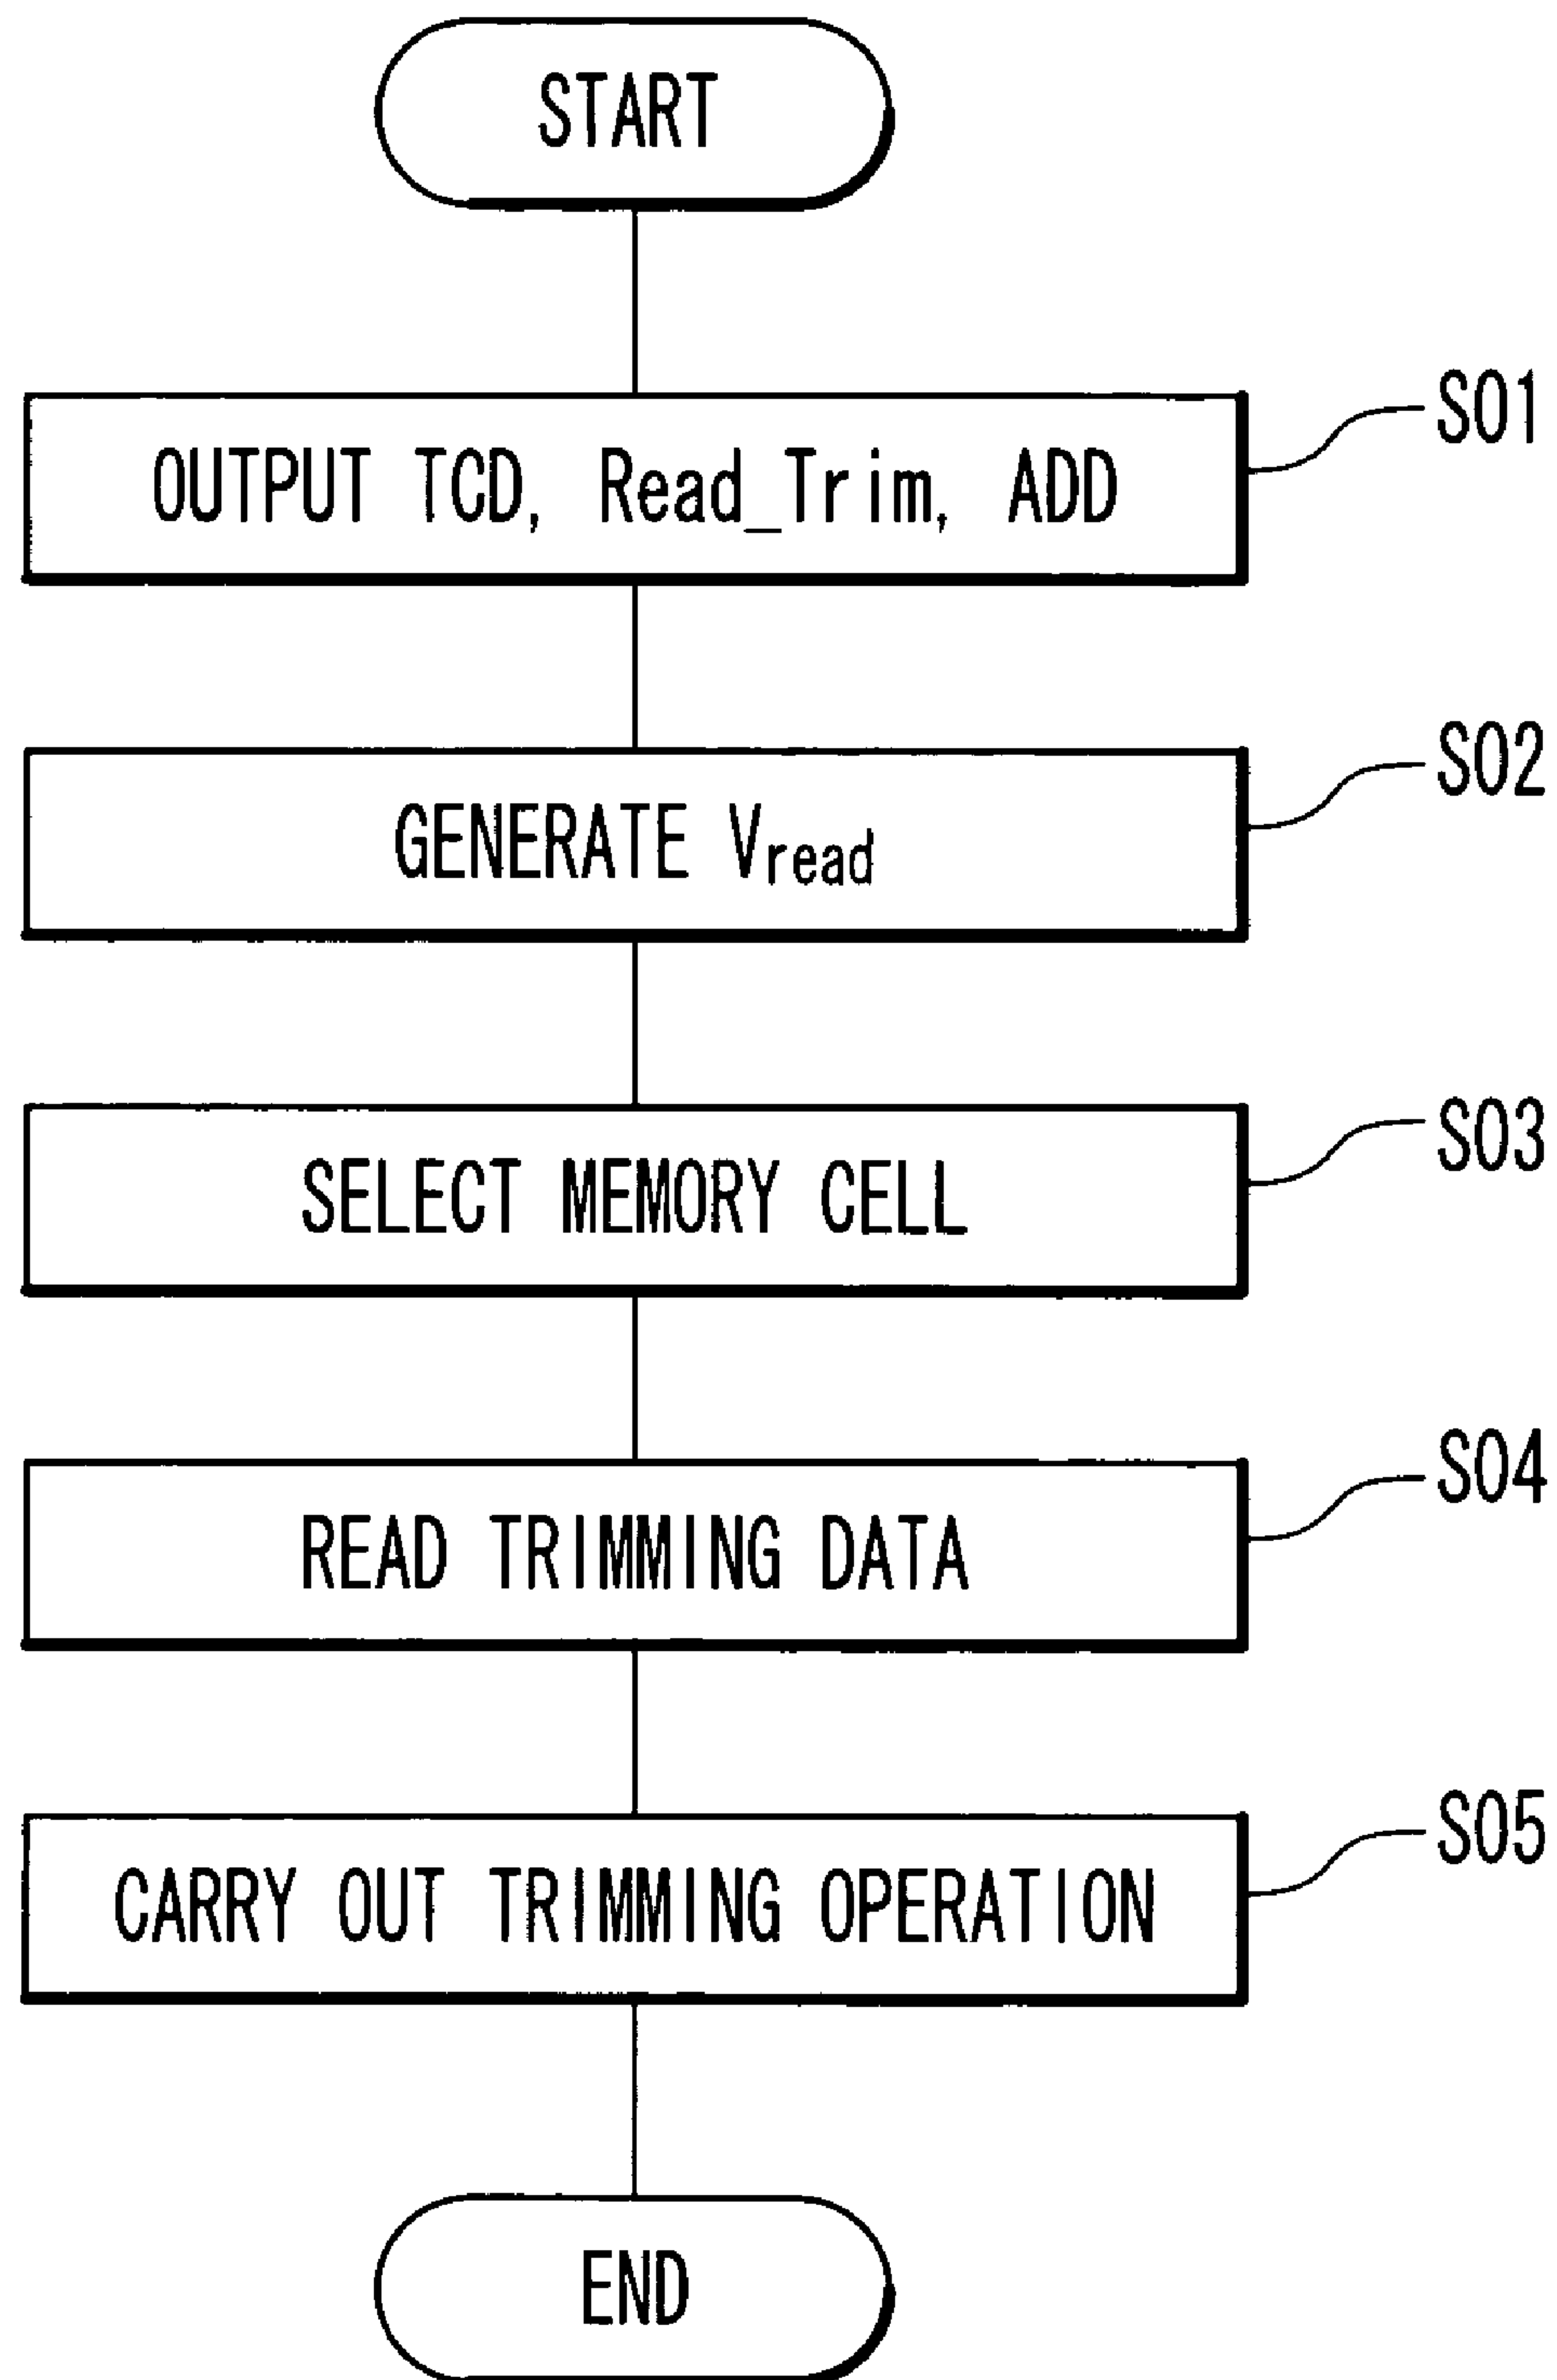 START
OUTPUT TCD, Read_Trim, ADD
S01
GENERATE Vread
S02
SELECT MEMORY CELL
S03
READ TRIMMING DATA
S04
CARRY OUT TRIMMING OPERATION
S05
END